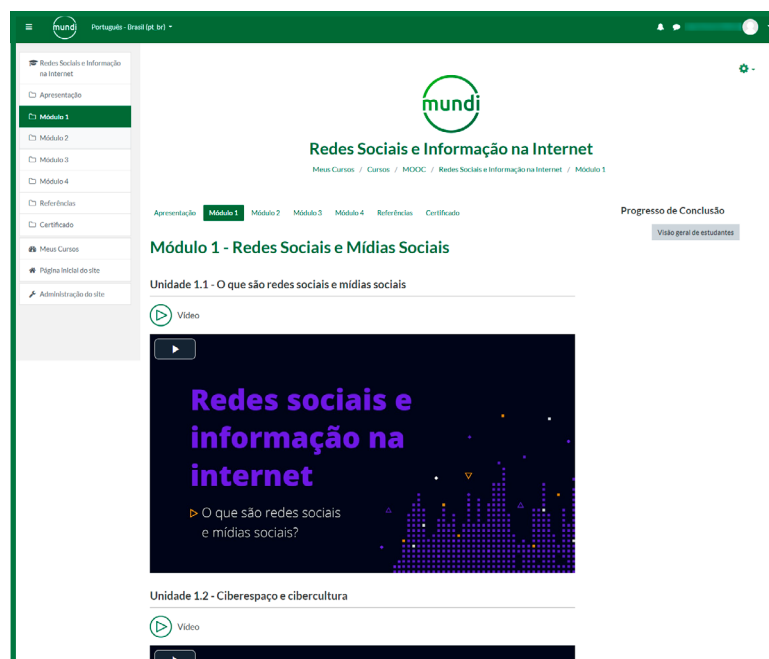 mundi
Português - Brasil (pt_br)
Redes Sociais e Informação
na Internet
Apresentação
Módulo 1
Módulo 2
Módulo 3
Módulo 4
Referências
Certificado
Meus Cursos
Página inicial do site
Administração do site
mundi
Redes Sociais e Informação na Internet
Meus Cursos / Cursos / MOOC / Redes Sociais e Informação na Internet / Módulo 1
Apresentação Módulo 1 Módulo 2 Módulo 3 Módulo 4 Referências Certificado
Progresso de Conclusão
Visão geral de estudantes
Módulo 1 - Redes Sociais e Mídias Sociais
Unidade 1.1 - O que são redes sociais e mídias sociais
Vídeo
Redes sociais e
informação na
internet
O que são redes sociais
e mídias sociais?
Unidade 1.2 - Ciberespaço e cibercultura
Vídeo